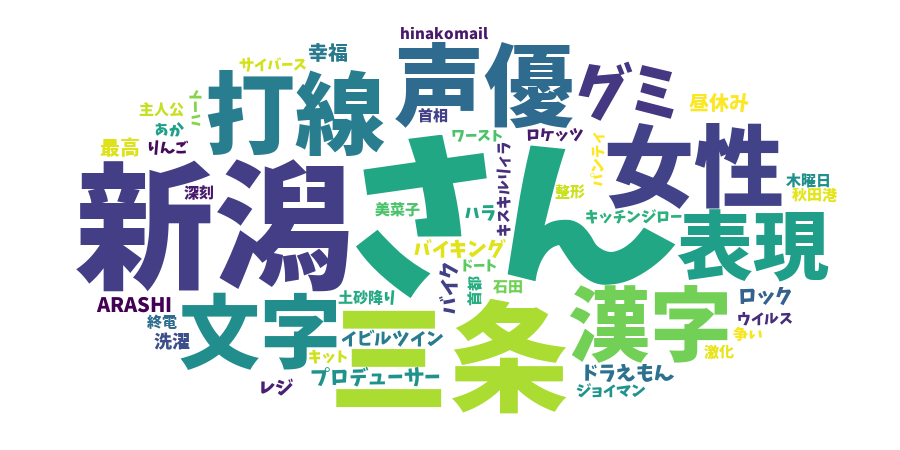 hinakomail
幸福
声優
サイバース
グミ
打線
主人公
首相
昼休み
あか
ワースト
ロケッツ
最高
りんご
さん
キスキルリィラ
パンティ
女性
新潟
深刻
整形
木曜日
秋田港
美菜子
ハラ
キッチンジロー
表現
バイキング
ドート
バイク
首都
石田
ARASHI
文字
土砂降り
三条
漢字
ロック
終電
洗濯
イビルツイン
ウイルス
争い
キット
激化
レジ
プロデューサー
ドラえもん
ジョイマン